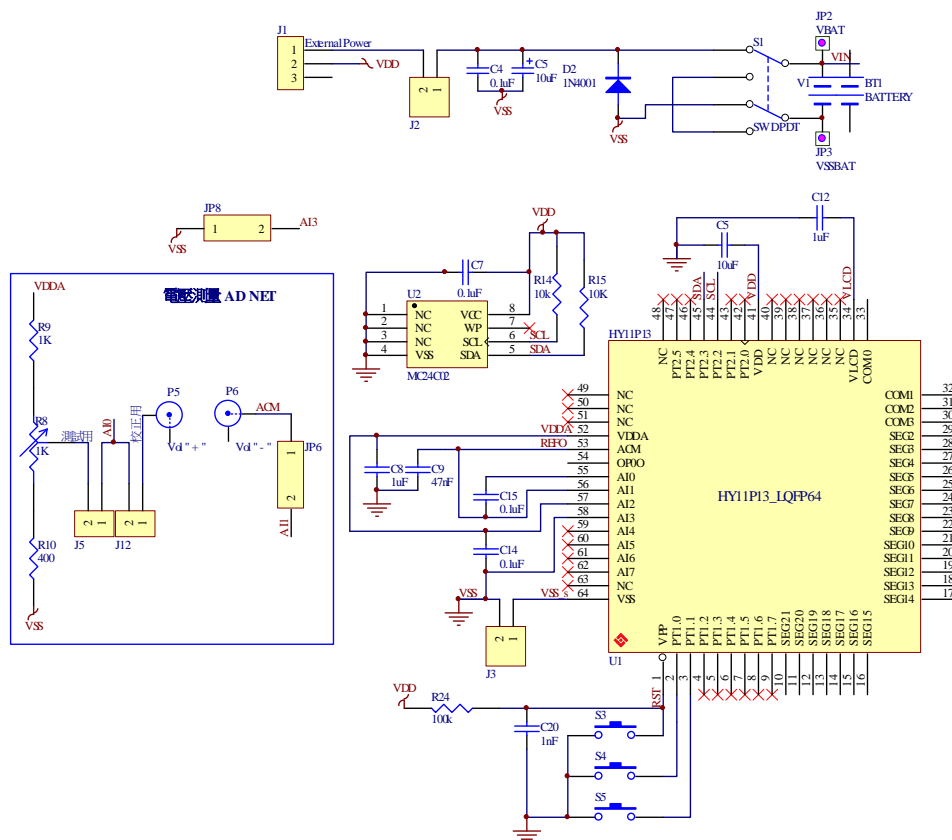 J1
External Power
1
2
3
VDD
2
1
J2
C4
0.1uF
C5
10uF
VSS
D2
1N4001
VSS
S1
SWDPDT
JP2
VBAT
VIN
V1
BT1
BATTERY
JP3
VSSBAT
JP8
1
2
AI3
VSS
電壓測量 AD NET
VDDA
R9
1K
R8
1K
測試用
AI0
校正用
P5
Vol " + "
P6
Vol " - "
ACM
JP6
1
2
AI1
2
1
2
1
J5
J12
R10
400
VSS
VDD
C7
0.1uF
R14
10k
R15
10K
U2
1
2
3
4
NC
NC
NC
VSS
VCC
WP
SCL
SDA
8
7
6
5
SCL
SDA
MC24C02
C12
1uF
C5
10uF
SDA
SCL
VDD
VLCD
HY11P13
48
47
46
45
44
43
42
41
40
39
38
37
36
35
34
33
NC
PT2.5
PT2.4
PT2.3
PT2.2
PT2.1
PT2.0
VDD
NC
NC
NC
NC
NC
NC
VLCD
COM0
49
50
51
52
53
54
55
56
57
58
59
60
61
62
63
64
NC
NC
NC
VDDA
ACM
OPOO
AI0
AI1
AI2
AI3
AI4
AI5
AI6
AI7
NC
VSS
HY11P13_LQFP64
COM1
COM2
COM3
SEG2
SEG3
SEG4
SEG5
SEG6
SEG7
SEG8
SEG9
SEG10
SEG11
SEG12
SEG13
SEG14
32
31
30
29
28
27
26
25
24
23
22
21
20
19
18
17
VPP
PT1.0
PT1.1
PT1.2
PT1.3
PT1.4
PT1.5
PT1.6
PT1.7
SEG21
SEG20
SEG19
SEG18
SEG17
SEG16
SEG15
1
2
3
4
5
6
7
8
9
10
11
12
13
14
15
16
U1
VDDA
REFO
C8
1uF
C9
47nF
C15
0.1uF
C14
0.1uF
VSS
VSS_s
2
1
J3
RST
VDD
R24
100k
C20
1nF
S3
S4
S5